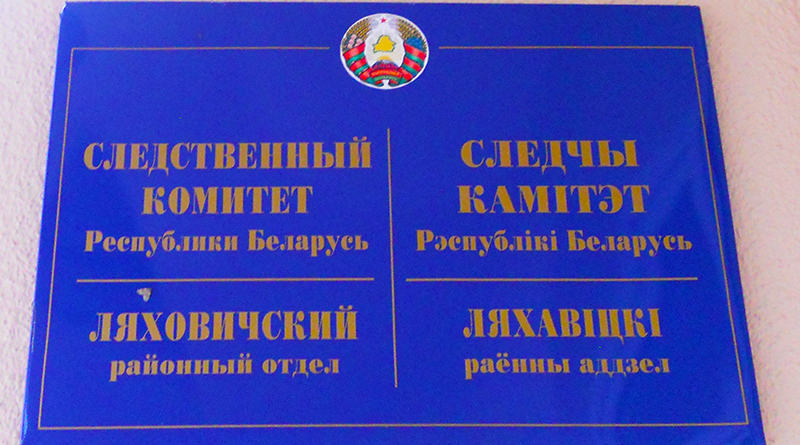 СЛЕДСТВЕННЫЙ
КОМИТЕТ
Республики Беларусь
ЛЯХОВИЧСКИЙ
районный отдел
СЛЕДЧЫ
КАМІТЭТ
Рэспублікі Беларусь
ЛЯХАВІЦКІ
раённы аддзел